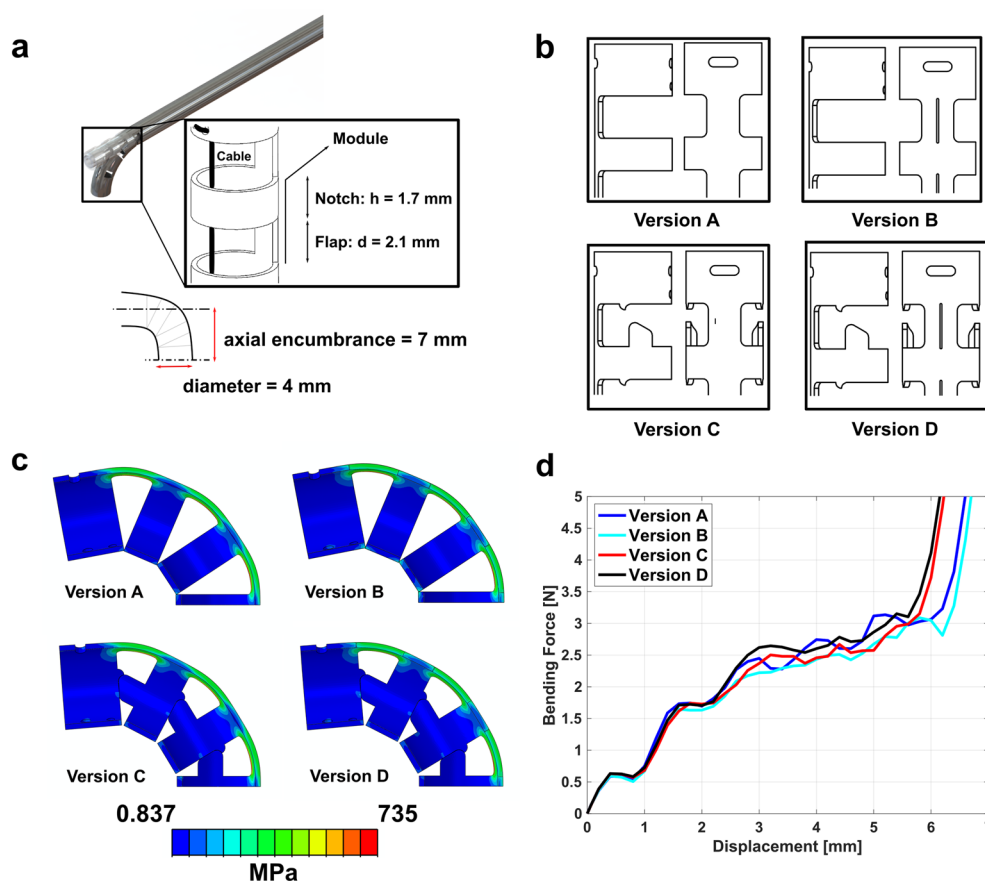 a
Cable
Module
Notch: h = 1.7 mm
Flap: d = 2.1 mm
axial encumbrance = 7 mm
diameter = 4 mm
b
Version A
Version B
Version C
Version D
c
Version A
Version B
Version C
Version D
0.837
735
MPa
d
5
4.5
4
3.5
3
2.5
2
1.5
1
0.5
0
Bending Force [N]
Version A
Version B
Version C
Version D
0
1
2
3
4
5
6
Displacement [mm]